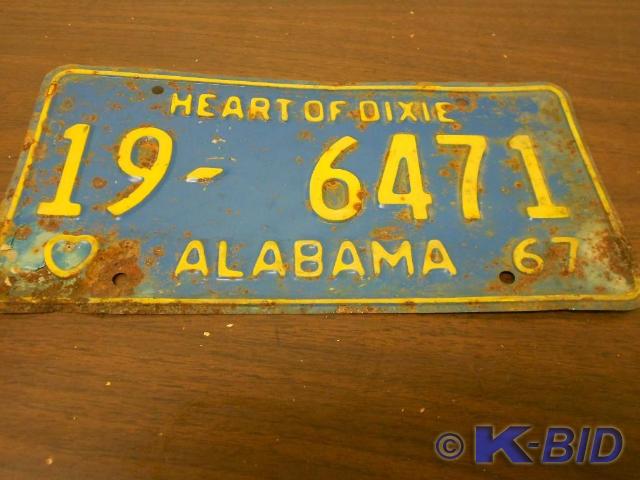 HEART OF DIXIE
19- 6471
ALABAMA 67
© K-BID